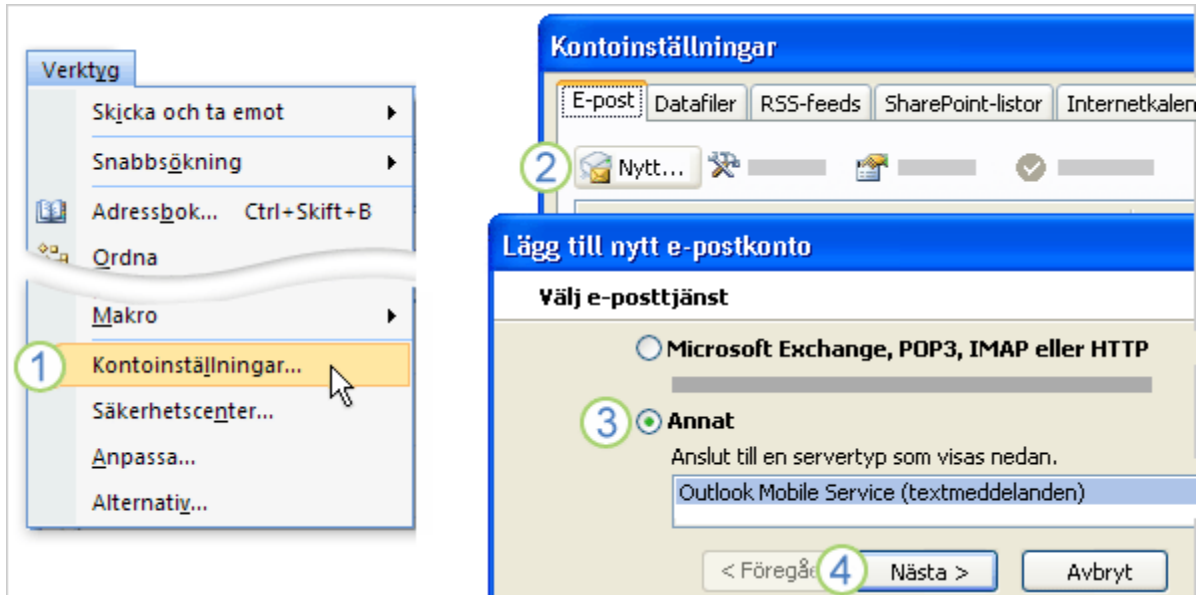 Verktyg
Skicka och ta emot
Snabbsökning
Adressbok... Ctrl+Skift+B
Ordna
Makro
1 Kontoinställningar...
Säkerhetscenter...
Anpassa...
Alternativ...
Kontoinställningar
E-post Datafiler RSS-feeds SharePoint-listor Internetkalen
2 Nytt...
Lägg till nytt e-postkonto
Välj e-posttjänst
Microsoft Exchange, POP3, IMAP eller HTTP
3 Annat
Anslut till en servertyp som visas nedan.
Outlook Mobile Service (textmeddelanden)
< Föregåe 4 Nästa > Avbryt